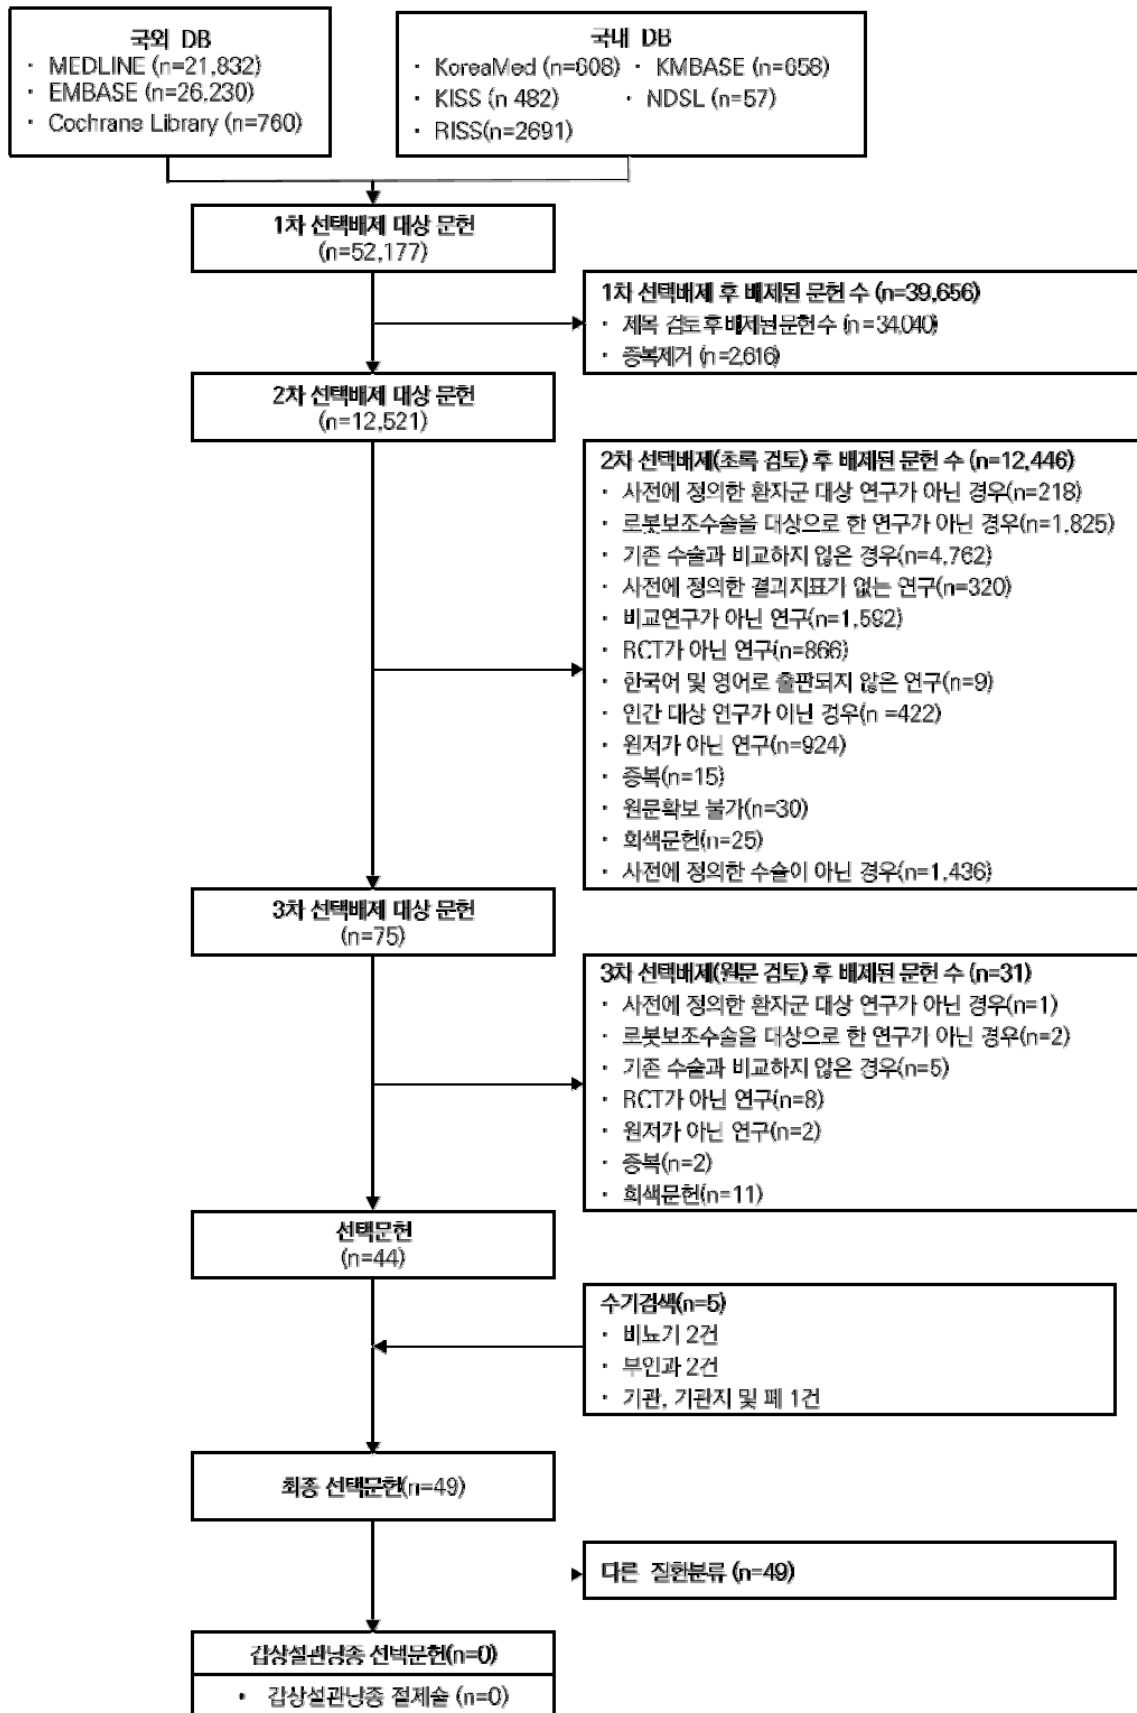 국외 DB
· MEDLINE (n=21,832)
· EMBASE (n=26,230)
· Cochrane Library (n=760)
국내 DB
· KoreaMed (n=608) · KMBASE (n=658)
· KISS (n 482) · NDSL (n=57)
· RISS(n=2691)
1차 선택배제 대상 문헌
(n=52,177)
1차 선택배제 후 배제된 문헌 수 (n=39,656)
· 제목 검토 후 배제된 문헌 수 (n=34,040)
· 중복제거 (n=2,616)
2차 선택배제 대상 문헌
(n=12,521)
2차 선택배제(초록 검토) 후 배제된 문헌 수 (n=12,446)
· 사전에 정의한 환자군 대상 연구가 아닌 경우(n=218)
· 로봇보조수술을 대상으로 한 연구가 아닌 경우(n=1,825)
· 기존 수술과 비교하지 않은 경우(n=4,762)
· 사전에 정의한 결과지표가 없는 연구(n=320)
· 비교연구가 아닌 연구(n=1,592)
· RCT가 아닌 연구(n=866)
· 한국어 및 영어로 출판되지 않은 연구(n=9)
· 인간 대상 연구가 아닌 경우(n =422)
· 원저가 아닌 연구(n=924)
· 중복(n=15)
· 원문확보 불가(n=30)
· 회색문헌(n=25)
· 사전에 정의한 수술이 아닌 경우(n=1,436)
3차 선택배제 대상 문헌
(n=75)
3차 선택배제(원문 검토) 후 배제된 문헌 수 (n=31)
· 사전에 정의한 환자군 대상 연구가 아닌 경우(n=1)
· 로봇보조수술을 대상으로 한 연구가 아닌 경우(n=2)
· 기존 수술과 비교하지 않은 경우(n=5)
· RCT가 아닌 연구(n=8)
· 원저가 아닌 연구(n=2)
· 중복(n=2)
· 회색문헌(n=11)
선택문헌
(n=44)
수기검색(n=5)
· 비뇨기 2건
· 부인과 2건
· 기관, 기관지 및 폐 1건
최종 선택문헌(n=49)
다른 질환분류 (n=49)
갑상설관낭종 선택문헌(n=0)
• 갑상설관낭종 절제술 (n=0)